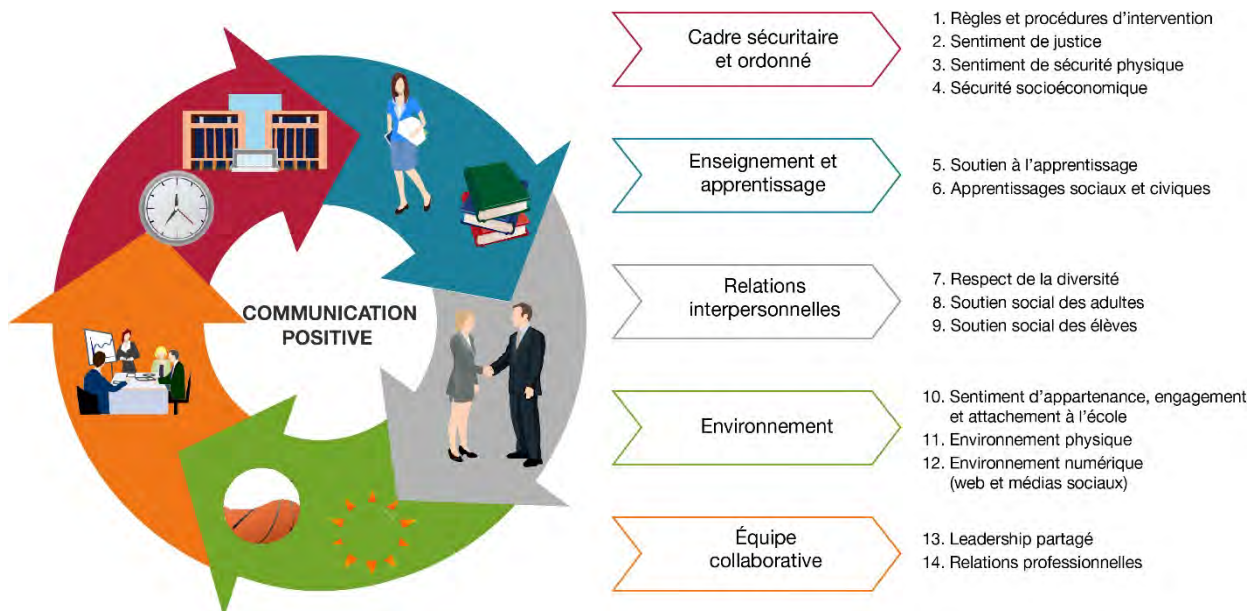 COMMUNICATION
POSITIVE
Cadre sécuritaire
et ordonné
1. Règles et procédures d’intervention
2. Sentiment de justice
3. Sentiment de sécurité physique
4. Sécurité socioéconomique
Enseignement et
apprentissage
5. Soutien à l’apprentissage
6. Apprentissages sociaux et civiques
Relations
interpersonnelles
7. Respect de la diversité
8. Soutien social des adultes
9. Soutien social des élèves
Environnement
10. Sentiment d’appartenance, engagement
et attachement à l’école
11. Environnement physique
12. Environnement numérique
(web et médias sociaux)
Équipe
collaborative
13. Leadership partagé
14. Relations professionnelles